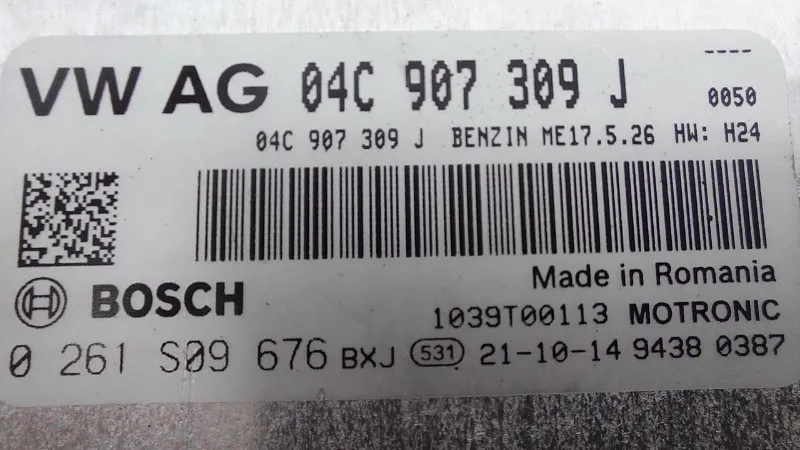 ----
VW AG 04C 907 309 J 0050
04C 907 309 J BENZIN ME17.5.26 HW: H24
Made in Romania
BOSCH
1039T00113 MOTRONIC
0 261 S09 676 BXJ 531 21-10-14 9438 0387